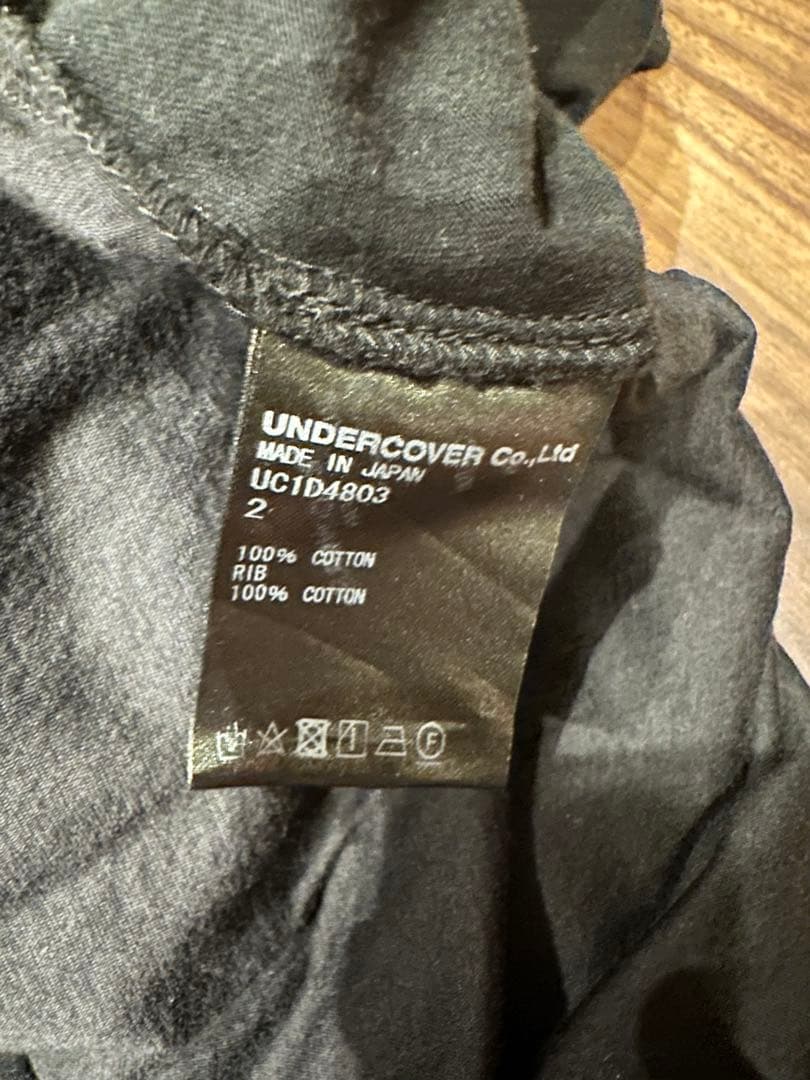 UNDERCOVER Co.,Ltd
MADE IN JAPAN
UC1D4803
2
100% COTTON
RIB
100% COTTON
F